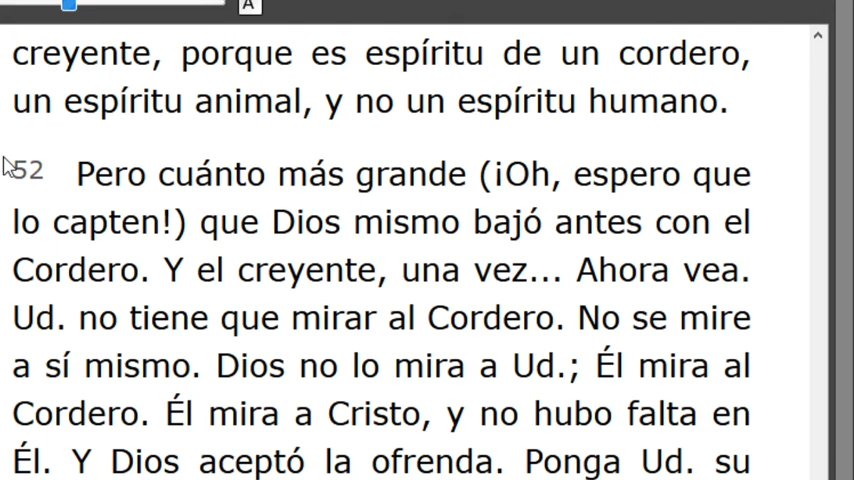 A
creyente, porque es espíritu de un cordero,
un espíritu animal, y no un espíritu humano.
52 Pero cuánto más grande (¡Oh, espero que
lo capten!) que Dios mismo bajó antes con el
Cordero. Y el creyente, una vez... Ahora vea.
Ud. no tiene que mirar al Cordero. No se mire
a sí mismo. Dios no lo mira a Ud.; Él mira al
Cordero. Él mira a Cristo, y no hubo falta en
Él. Y Dios aceptó la ofrenda. Ponga Ud. su